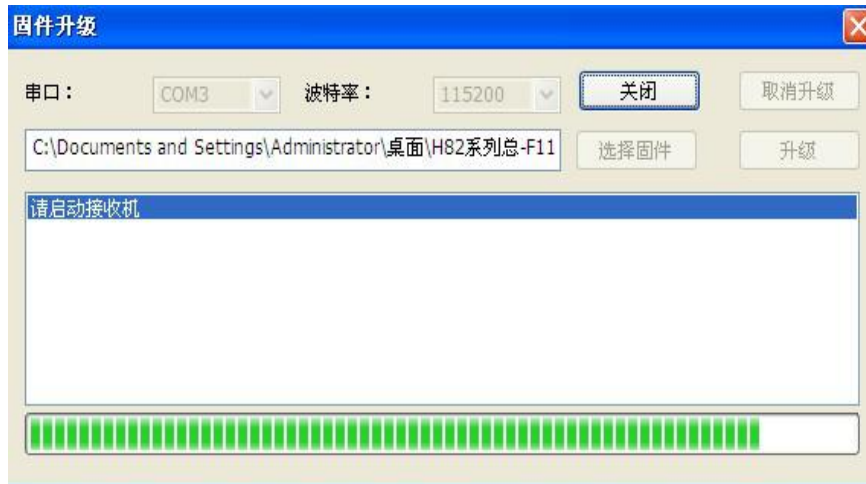 固件升级
串口： COM3 波特率： 115200 关闭 取消升级
C:\Documents and Settings\Administrator\桌面\H82系列总-F11 选择固件 升级
请启动接收机